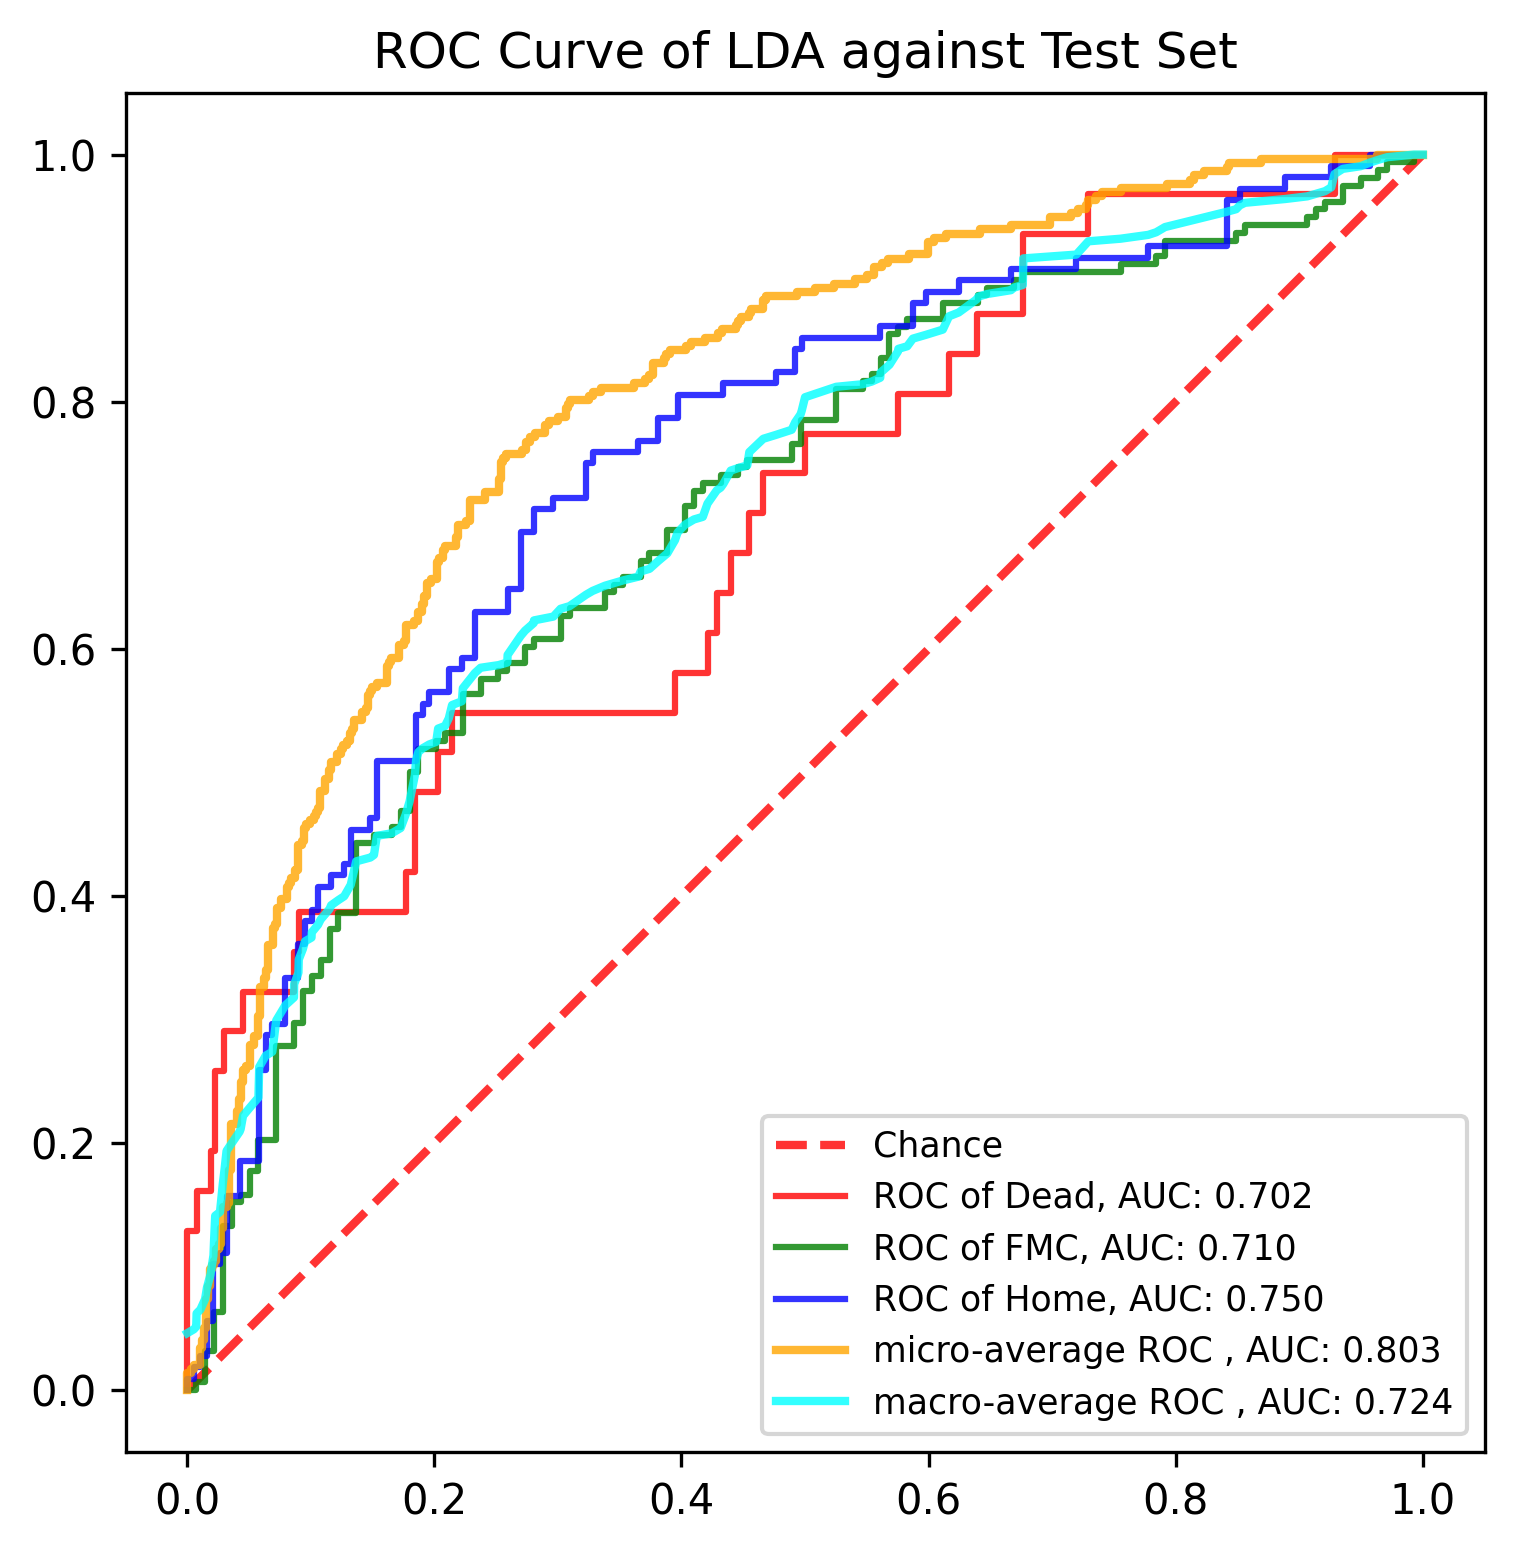 ROC Curve of LDA against Test Set
1.0
0.8
0.6
0.4
0.2
0.0
Chance
ROC of Dead, AUC: 0.702
ROC of FMC, AUC: 0.710
ROC of Home, AUC: 0.750
micro-average ROC , AUC: 0.803
macro-average ROC , AUC: 0.724
0.0 0.2 0.4 0.6 0.8 1.0